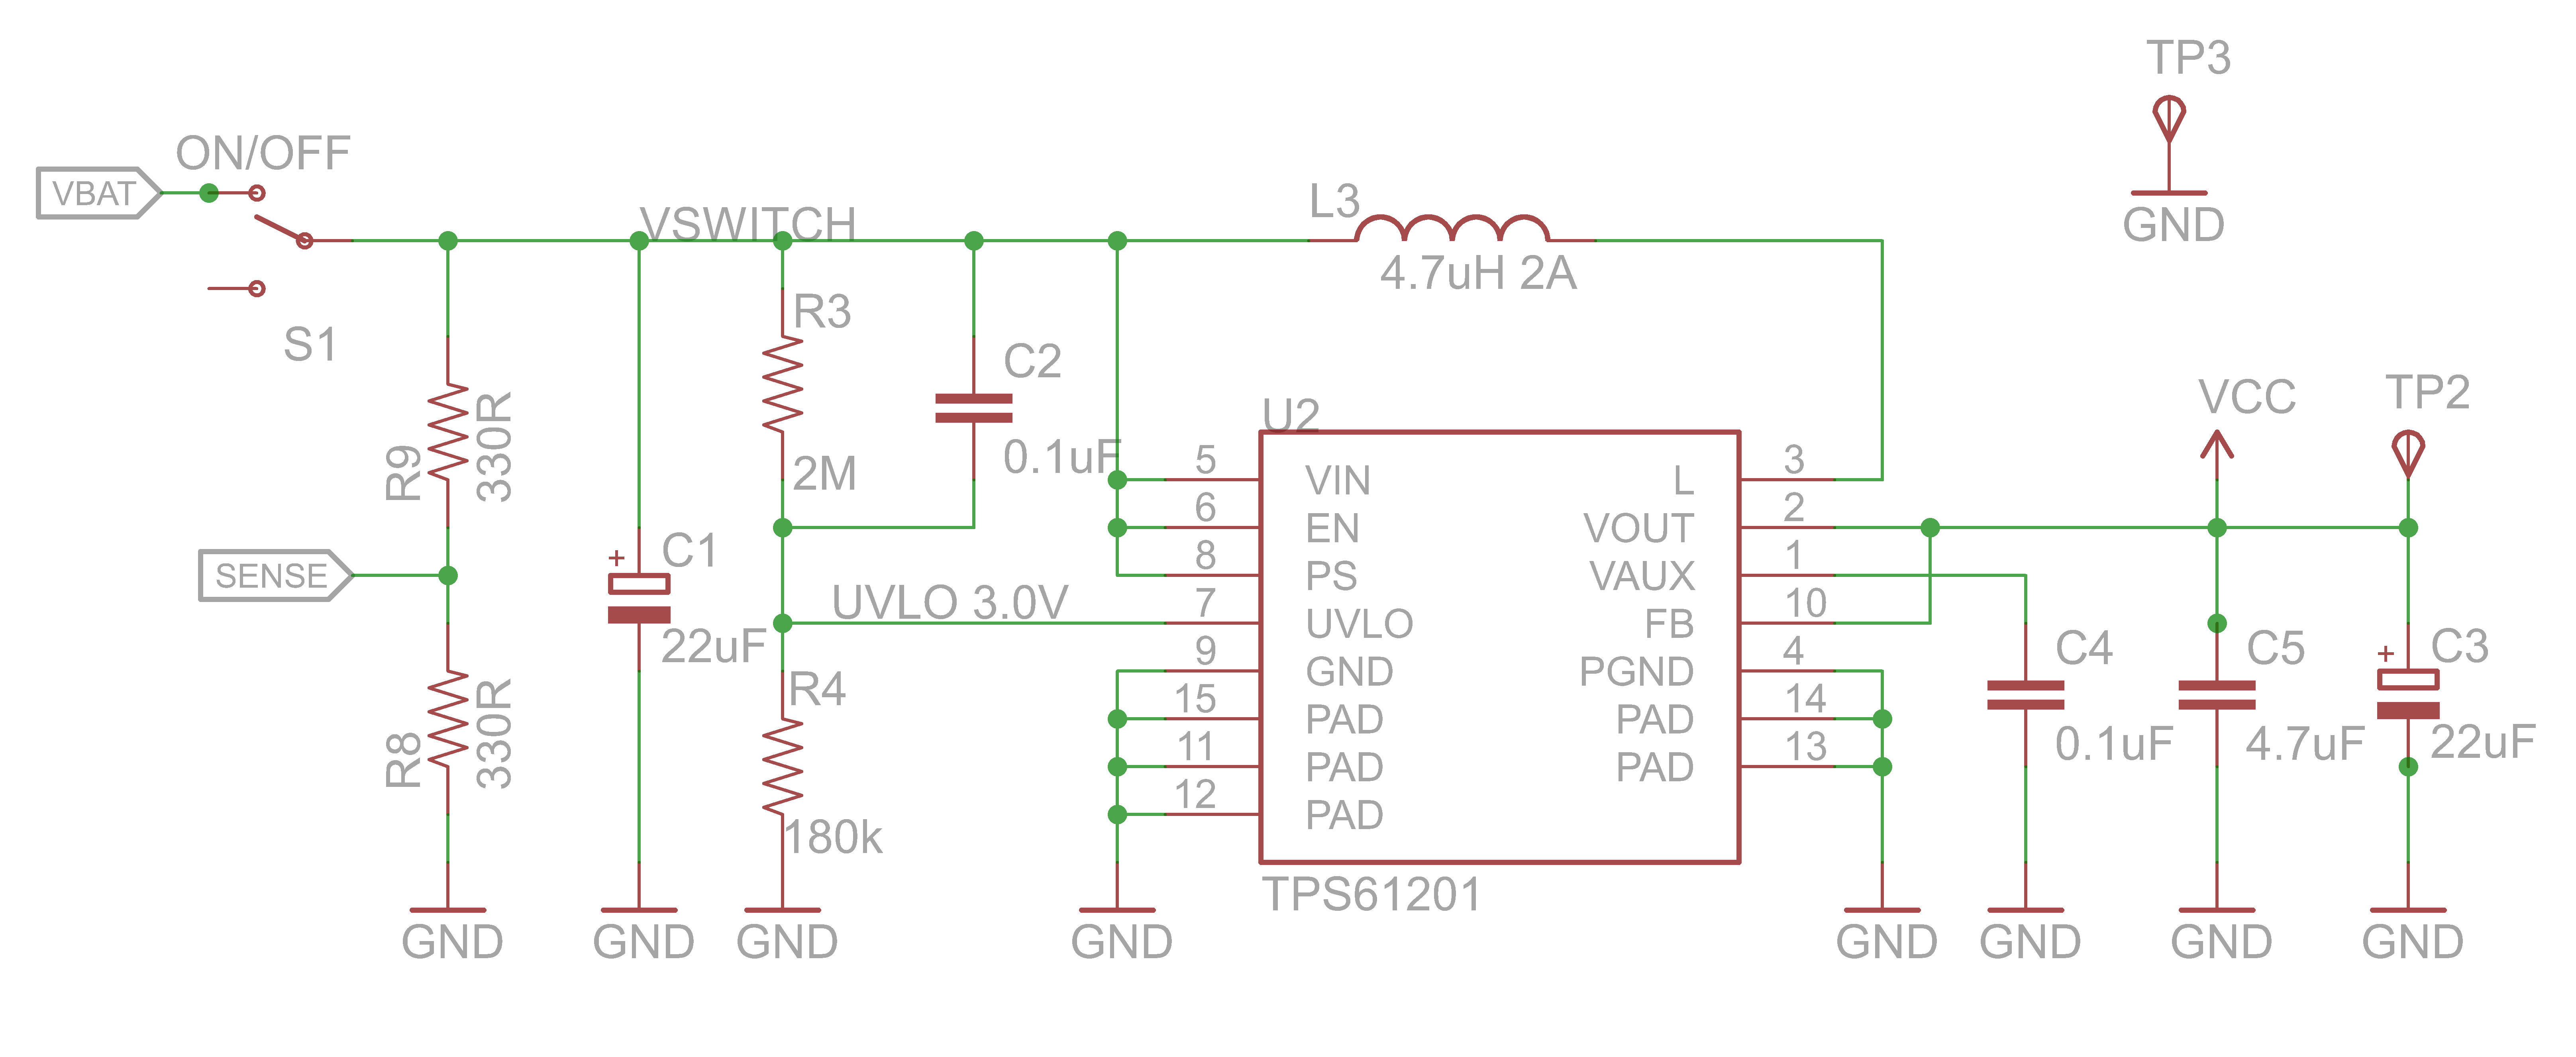 TP3
GND
ON/OFF
VBAT
S1
VSWITCH
L3
4.7uH 2A
R3
2M
C2
0.1uF
R9
330R
SENSE
R8
330R
C1
+
22uF
UVLO 3.0V
R4
180k
U2
5 VIN L 3
6 EN VOUT 2
8 PS VAUX 1
7 UVLO FB 10
9 GND PGND 4
15 PAD PAD 14
11 PAD PAD 13
12 PAD
TPS61201
VCC
TP2
C4
0.1uF
C5
4.7uF
C3
+
22uF
GND GND GND GND GND GND GND GND